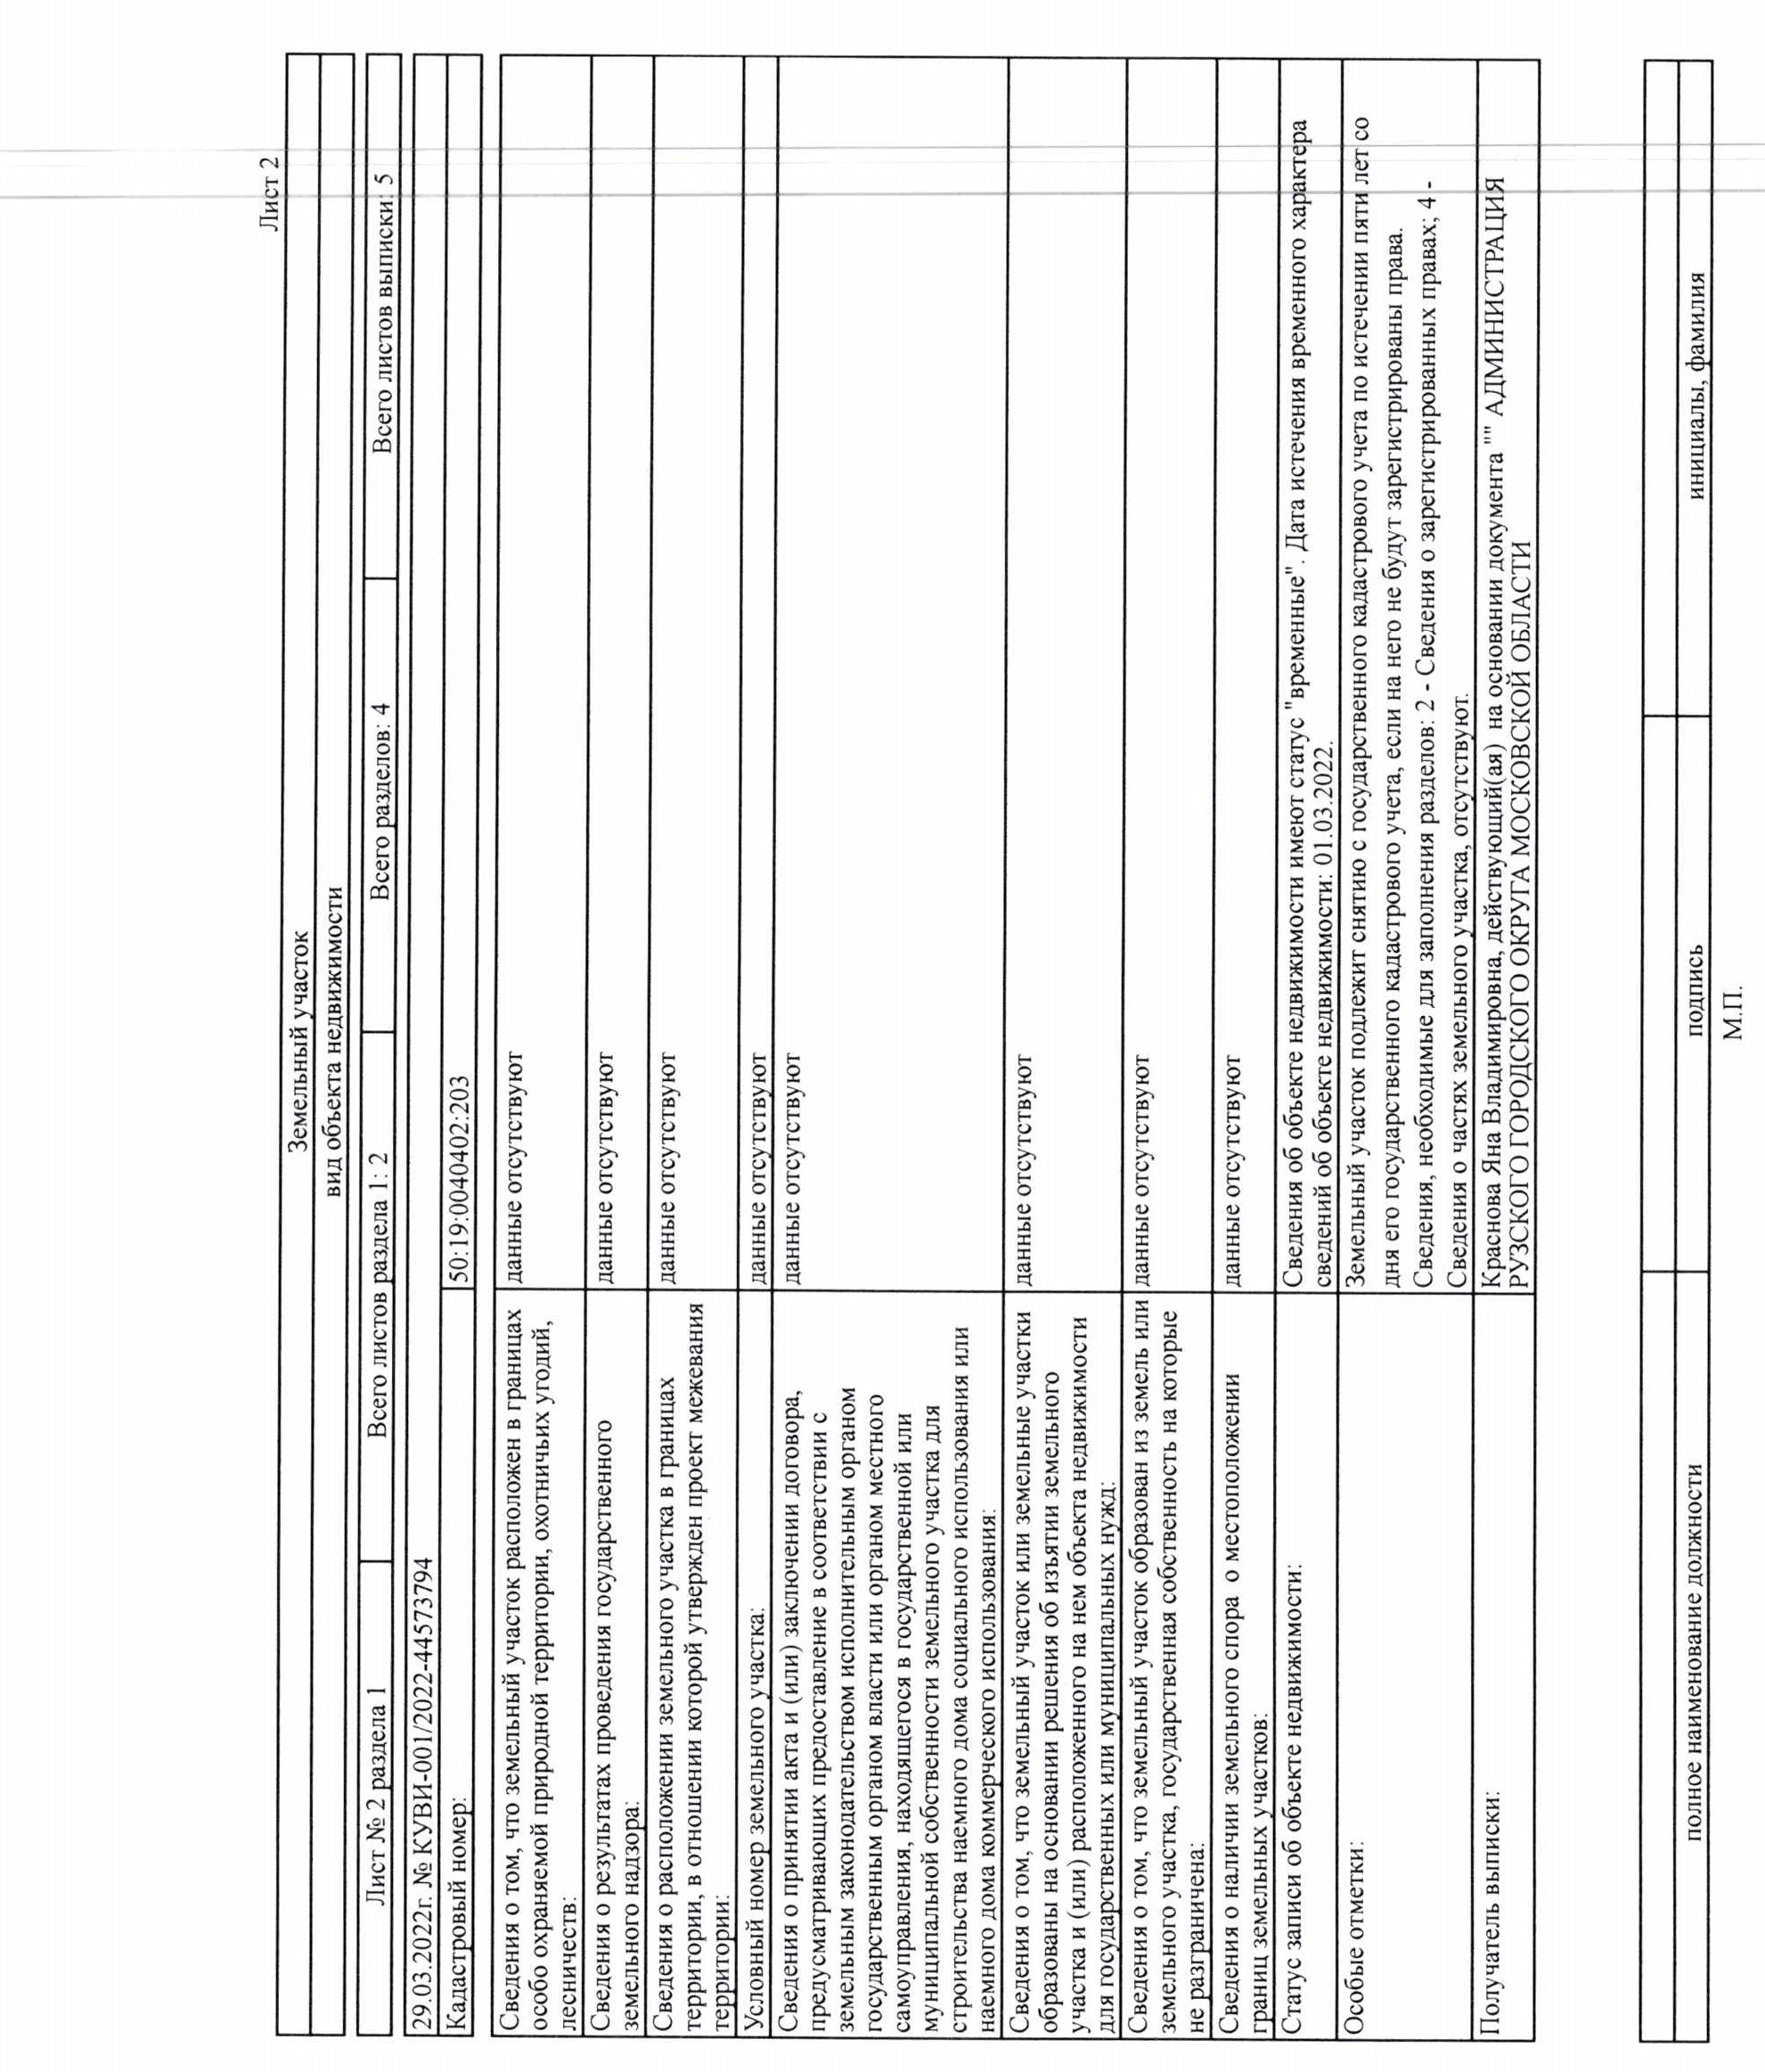 Лист 2
Земельный участок
вид объекта недвижимости
Лист № 2 раздела 1
Всего листов раздела 1: 2
Всего разделов: 4
Всего листов выписки: 5
29.03.2022г. № КУВИ-001/2022-44573794
Кадастровый номер:
50:19:0040402:203
Сведения о том, что земельный участок расположен в границах
особо охраняемой природной территории, охотничьих угодий,
лесничеств:
данные отсутствуют
Сведения о результатах проведения государственного
земельного надзора:
данные отсутствуют
Сведения о расположении земельного участка в границах
территории, в отношении которой утвержден проект межевания
территории:
данные отсутствуют
Условный номер земельного участка:
данные отсутствуют
Сведения о принятии акта и (или) заключении договора,
предусматривающих предоставление в соответствии с
земельным законодательством исполнительным органом
государственным органом власти или органом местного
самоуправления, находящегося в государственной или
муниципальной собственности земельного участка для
строительства наемного дома социального использования или
наемного дома коммерческого использования:
данные отсутствуют
Сведения о том, что земельный участок или земельные участки
образованы на основании решения об изъятии земельного
участка и (или) расположенного на нем объекта недвижимости
для государственных или муниципальных нужд:
данные отсутствуют
Сведения о том, что земельный участок образован из земель или
земельного участка, государственная собственность на которые
не разграничена:
данные отсутствуют
Сведения о наличии земельного спора о местоположении
границ земельных участков:
данные отсутствуют
Статус записи об объекте недвижимости:
Сведения об объекте недвижимости имеют статус "временные". Дата истечения временного характера
сведений об объекте недвижимости: 01.03.2022.
Особые отметки:
Земельный участок подлежит снятию с государственного кадастрового учета по истечении пяти лет со
дня его государственного кадастрового учета, если на него не будут зарегистрированы права.
Сведения, необходимые для заполнения разделов: 2 - Сведения о зарегистрированных правах; 4 -
Сведения о частях земельного участка, отсутствуют.
Получатель выписки:
Краснова Яна Владимировна, действующий(ая) на основании документа "" АДМИНИСТРАЦИЯ
РУЗСКОГО ГОРОДСКОГО ОКРУГА МОСКОВСКОЙ ОБЛАСТИ
полное наименование должности
подпись
инициалы, фамилия
М.П.